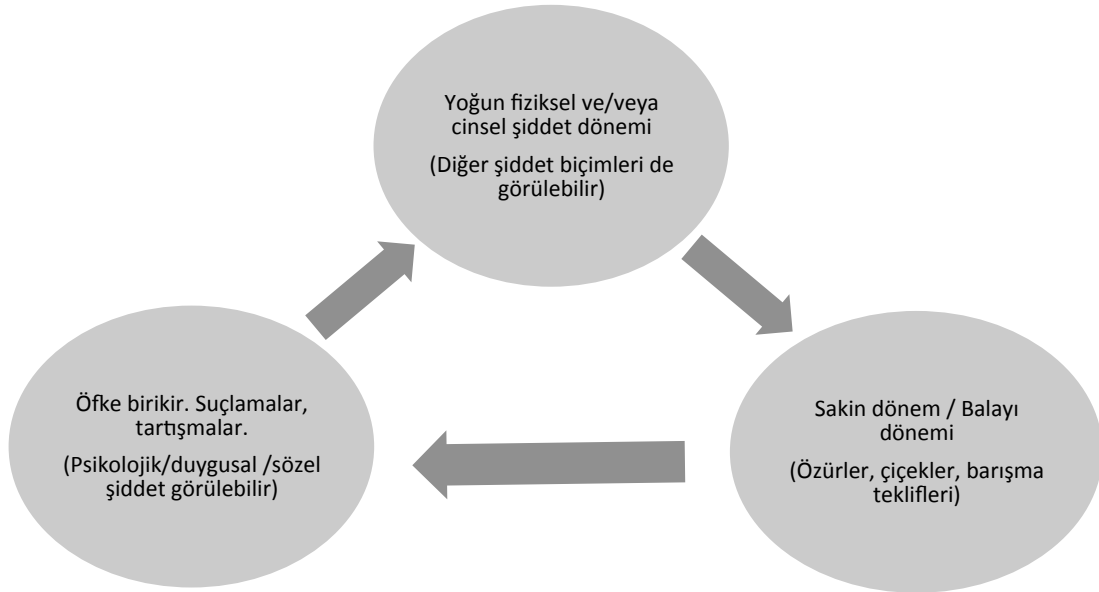 Yoğun fiziksel ve/veya
cinsel şiddet dönemi
(Diğer şiddet biçimleri de
görülebilir)
Öfke birikir. Suçlamalar,
tartışmalar.
(Psikolojik/duygusal /sözel
şiddet görülebilir)
Sakin dönem / Balayı
dönemi
(Özürler, çiçekler, barışma
teklifleri)